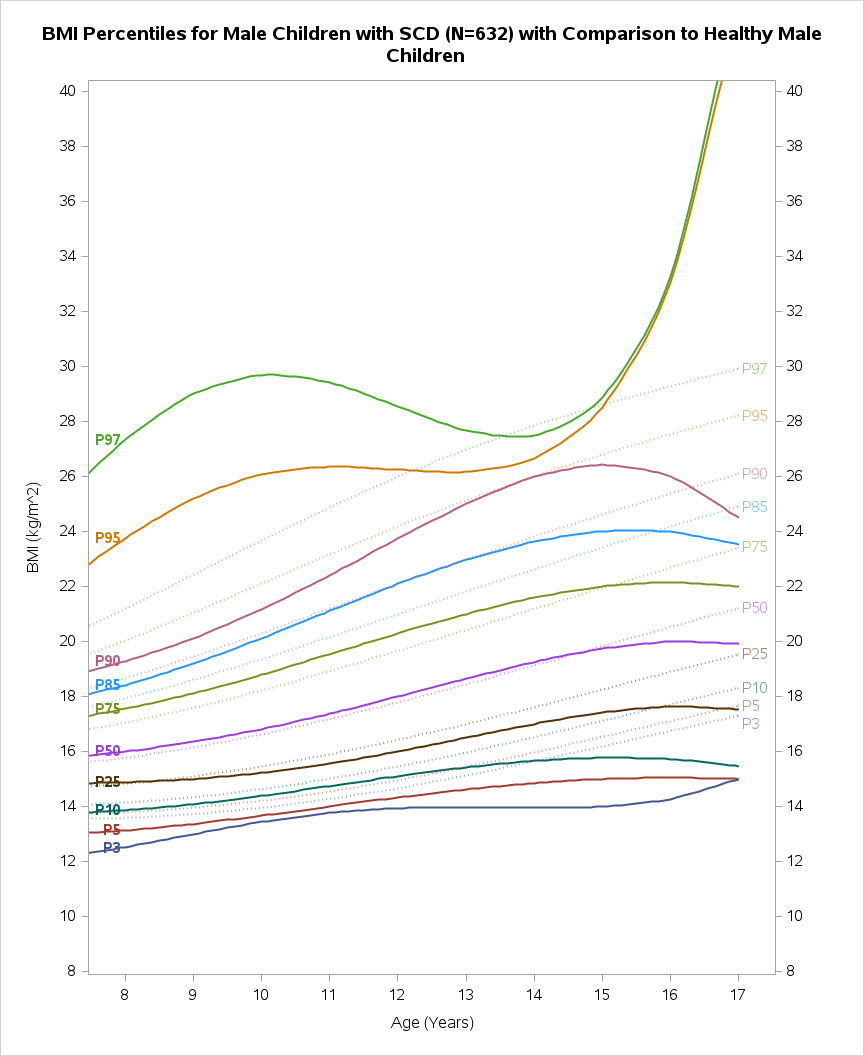 BMI Percentiles for Male Children with SCD (N=632) with Comparison to Healthy Male
Children
40 40
38 38
36 36
34 34
32 32
30 30
P97
28 28
P95
P97
26 26
P90
P85
24 24
P95
P75
22 22
P50
20 20
P25
P90
P85
P10
18 18
P75
P5
P3
16 16
P50
P25
14 14
P10
P5
P3
12 12
10 10
8 8
BMI (kg/m^2)
8 9 10 11 12 13 14 15 16 17
Age (Years)